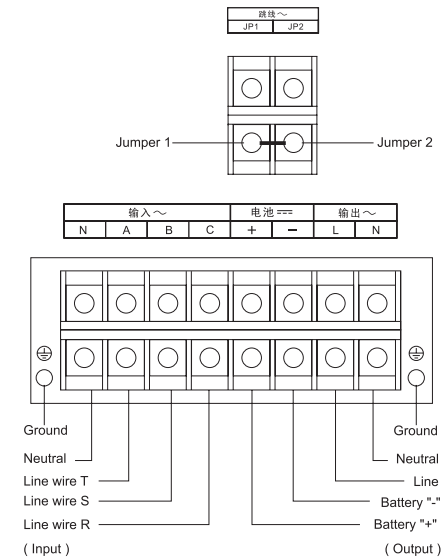 跳线～
JP1 JP2
Jumper 1 Jumper 2
输入～ 电池⎓ 输出～
N A B C + − L N
Ground Ground
Neutral Neutral
Line wire T Line
Line wire S Battery "-"
Line wire R Battery "+"
( Input ) ( Output )